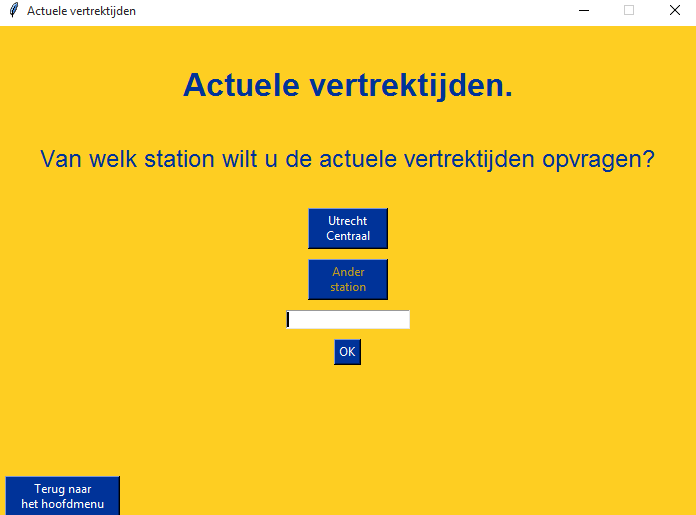 Actuele vertrektijden
Actuele vertrektijden.
Van welk station wilt u de actuele vertrektijden opvragen?
Utrecht
Centraal
Ander
station
OK
Terug naar
het hoofdmenu